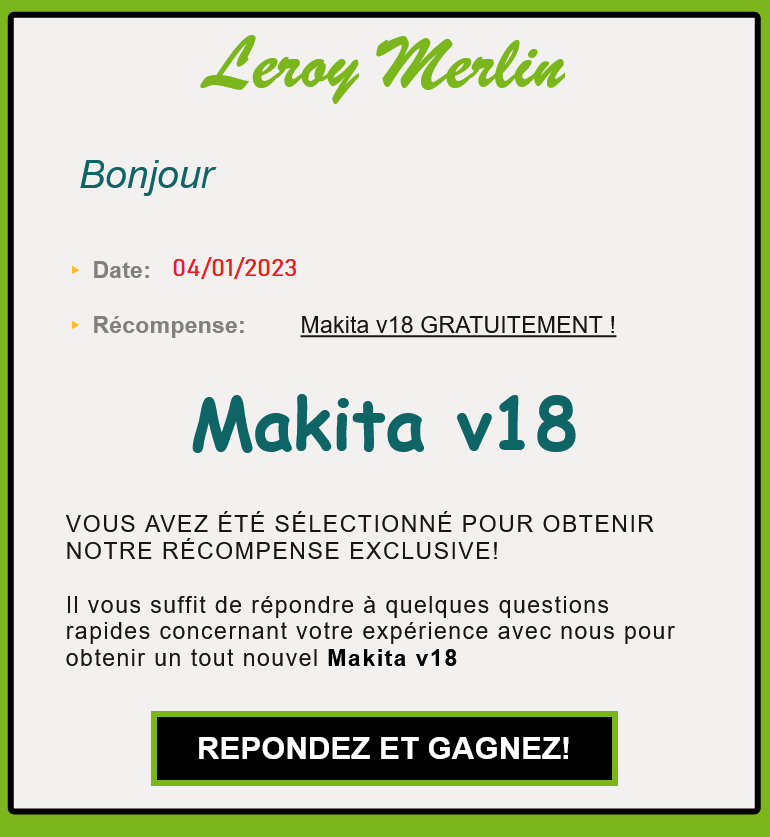 Leroy Merlin
Bonjour
Date: 04/01/2023
Récompense: Makita v18 GRATUITEMENT !
Makita v18
VOUS AVEZ ÉTÉ SÉLECTIONNÉ POUR OBTENIR
NOTRE RÉCOMPENSE EXCLUSIVE!
Il vous suffit de répondre à quelques questions
rapides concernant votre expérience avec nous pour
obtenir un tout nouvel Makita v18
REPONDEZ ET GAGNEZ!